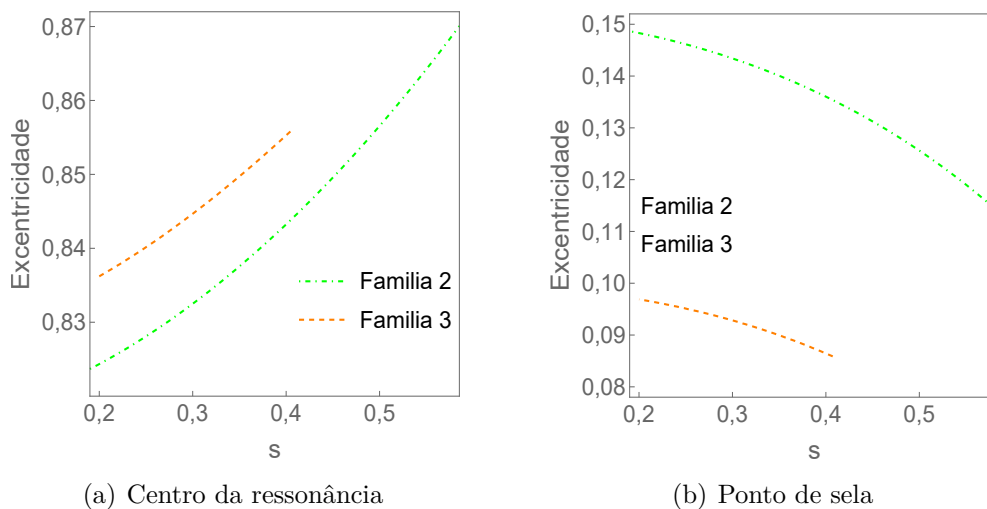 0,87
0,86
0,85
0,84
0,83
Excentricidade
Familia 2
Familia 3
0,2 0,3 0,4 0,5
s
(a) Centro da ressonância
0,15
0,14
0,13
0,12
0,11
0,10
0,09
0,08
Excentricidade
Familia 2
Familia 3
0,2 0,3 0,4 0,5
s
(b) Ponto de sela